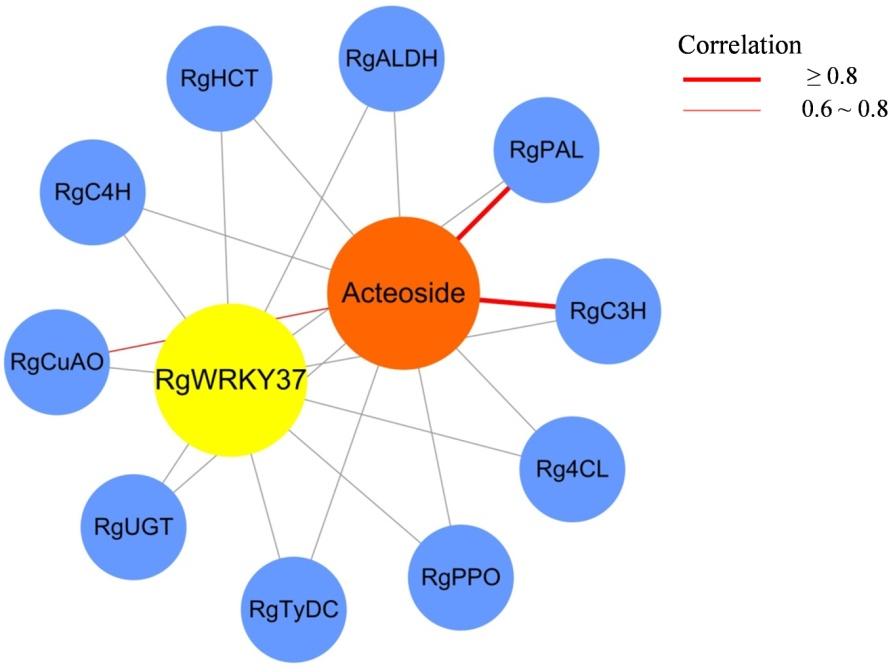 RgHCT
RgALDH
Correlation
≥ 0.8
0.6 ~ 0.8
RgPAL
RgC4H
Acteoside
RgC3H
RgCuAO
RgWRKY37
Rg4CL
RgUGT
RgPPO
RgTyDC